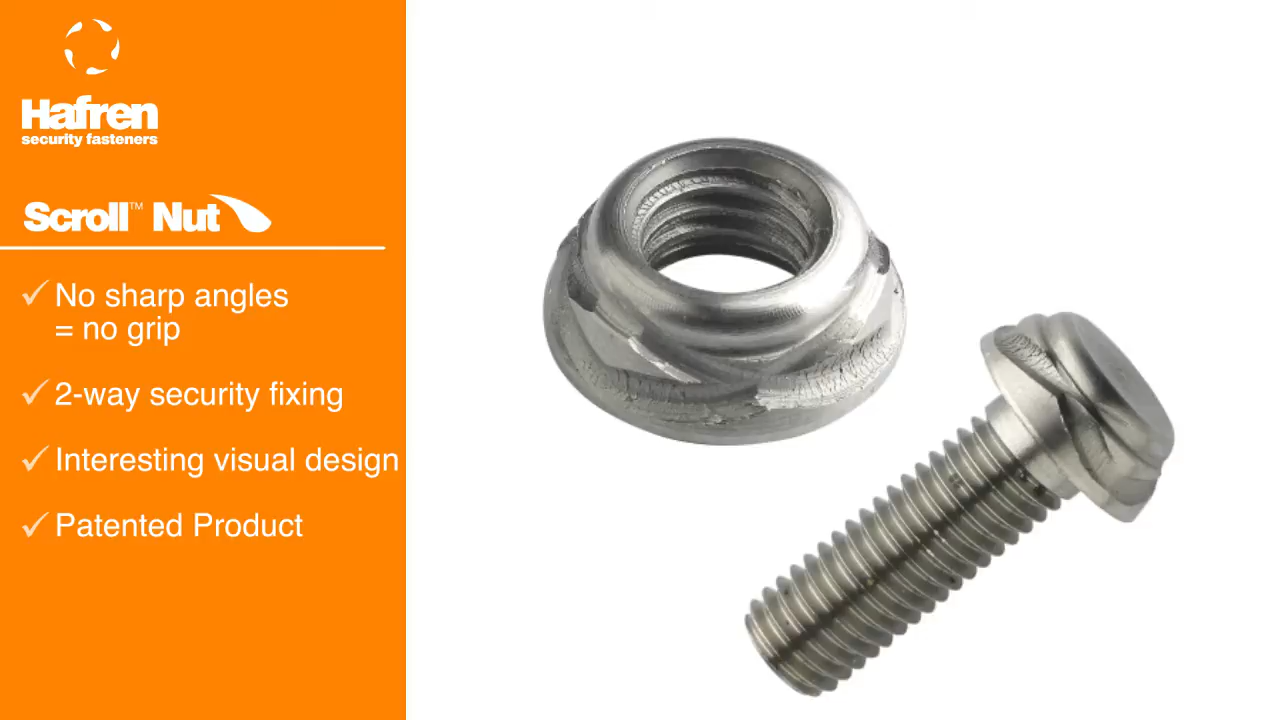 Hafren
security fasteners
Scroll™ Nut
No sharp angles
= no grip
2-way security fixing
Interesting visual design
Patented Product